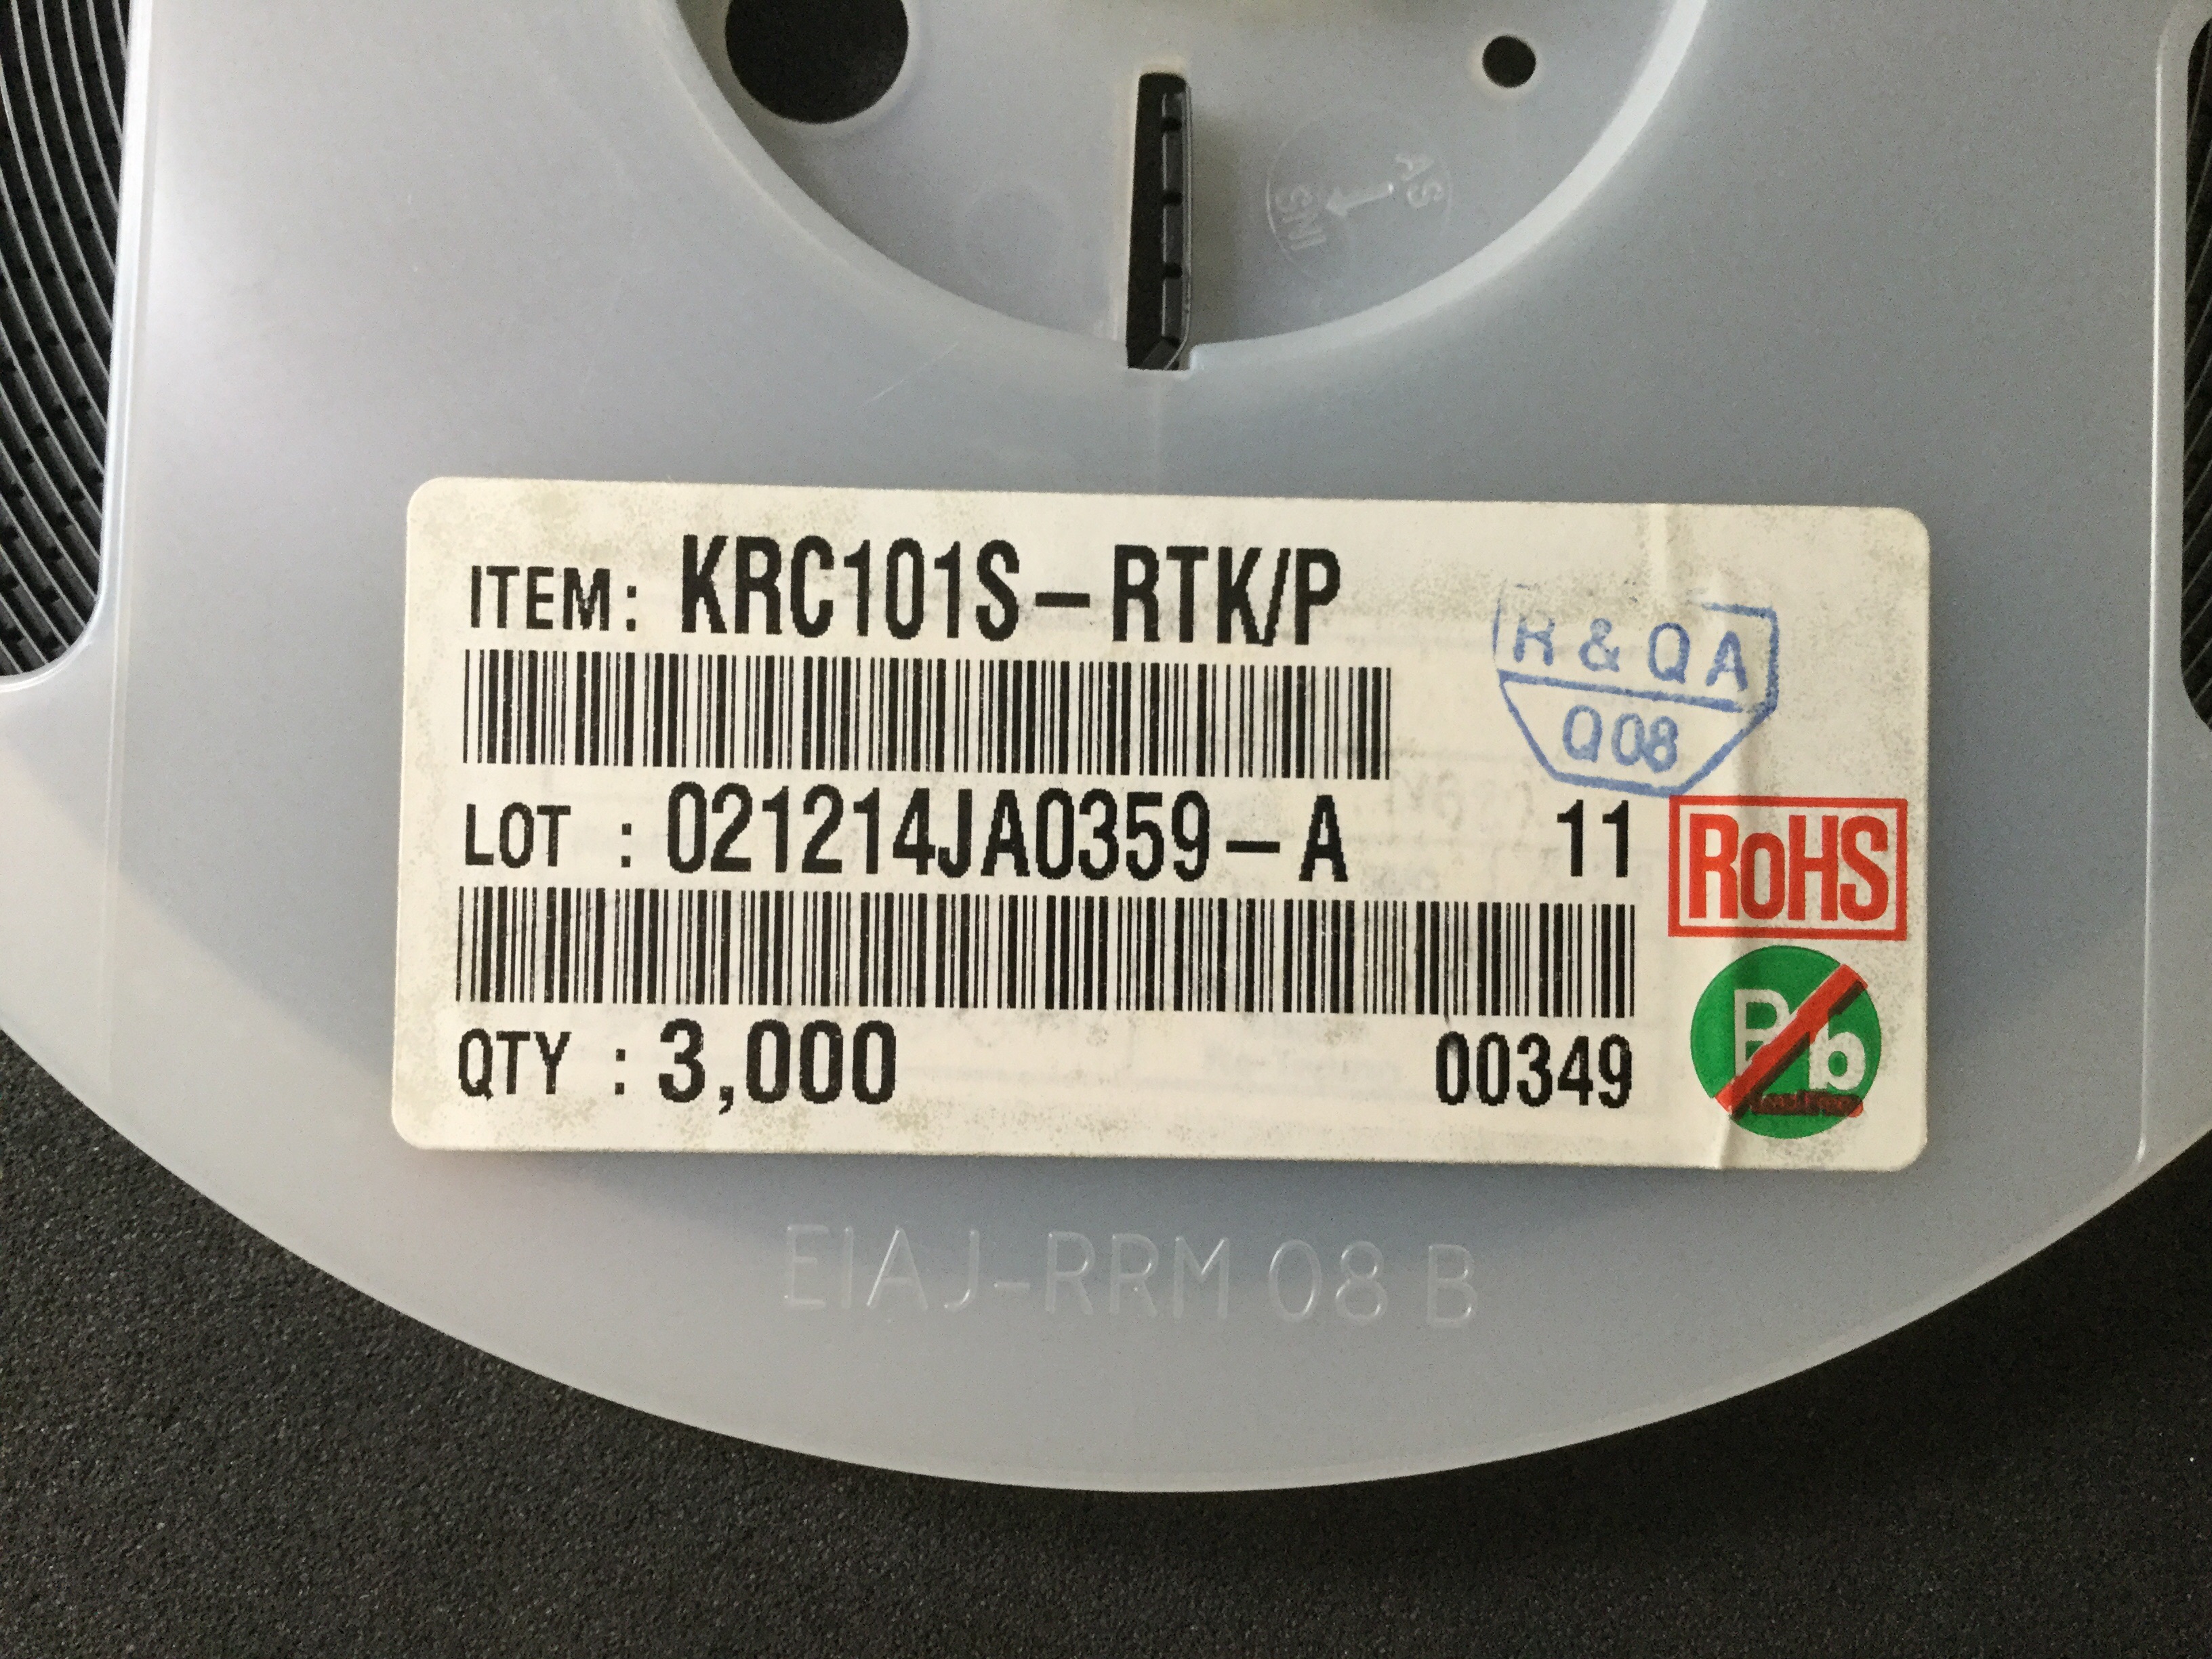 ITEM: KRC101S-RTK/P
R & QA
Q08
LOT : 021214JA0359-A 11
RoHS
Pb
QTY : 3,000 00349
EIAJ-RRM 08 B